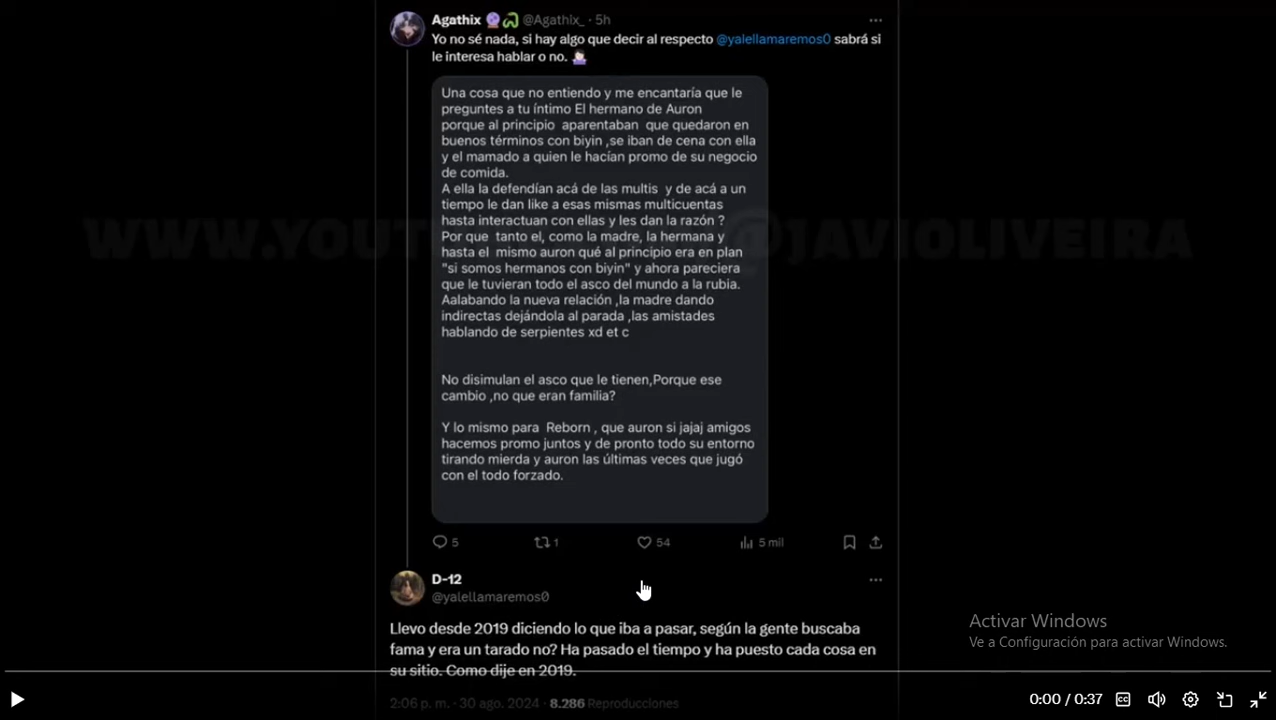 Agathix @Agathix_ · 5h
Yo no sé nada, si hay algo que decir al respecto @yalellamaremos0 sabrá si
le interesa hablar o no.
Una cosa que no entiendo y me encantaría que le
preguntes a tu íntimo El hermano de Auron
porque al principio aparentaban que quedaron en
buenos términos con biyin ,se iban de cena con ella
y el mamado a quien le hacían promo de su negocio
de comida.
A ella la defendían acá de las multis y de acá a un
tiempo le dan like a esas mismas multicuentas
hasta interactuan con ellas y les dan la razón ?
Por que tanto el, como la madre, la hermana y
hasta el mismo auron qué al principio era en plan
"si somos hermanos con biyin" y ahora pareciera
que le tuvieran todo el asco del mundo a la rubia.
Aalabando la nueva relación ,la madre dando
indirectas dejándola al parada ,las amistades
hablando de serpientes xd et c
No disimulan el asco que le tienen,Porque ese
cambio ,no que eran familia?
Y lo mismo para Reborn , que auron si jajaj amigos
hacemos promo juntos y de pronto todo su entorno
tirando mierda y auron las últimas veces que jugó
con el todo forzado.
WWW.YOUT @JAVIOLIVEIRA
5 1 54 5 mil
D-12
@yalellamaremos0
Llevo desde 2019 diciendo lo que iba a pasar, según la gente buscaba
fama y era un tarado no? Ha pasado el tiempo y ha puesto cada cosa en
su sitio. Como dije en 2019.
2:06 p. m. · 30 ago. 2024 · 8.286 Reproducciones
Activar Windows
Ve a Configuración para activar Windows.
0:00 / 0:37
CC